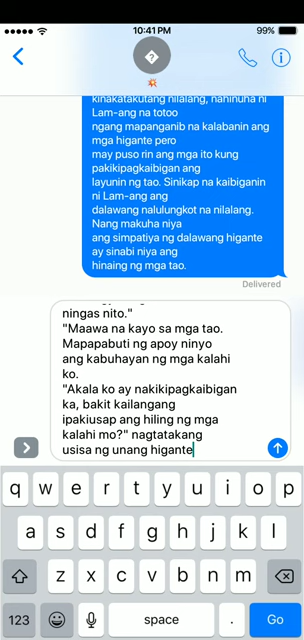 10:41 PM
99%
kinakatakutang nilalang, nahinuha ni
Lam-ang na totoo
ngang mapanganib na kalabanin ang
mga higante pero
may puso rin ang mga ito kung
pakikipagkaibigan ang
layunin ng tao. Sinikap na kaibiganin
ni Lam-ang ang
dalawang nalulungkot na nilalang.
Nang makuha niya
ang simpatiya ng dalawang higante
ay sinabi niya ang
hinaing ng mga tao.
Delivered
ningas nito."
"Maawa na kayo sa mga tao.
Mapapabuti ng apoy ninyo
ang kabuhayan ng mga kalahi
ko.
"Akala ko ay nakikipagkaibigan
ka, bakit kailangang
ipakiusap ang hiling ng mga
kalahi mo?" nagtatakang
usisa ng unang higante
q w e r t y u i o p
a s d f g h j k l
z x c v b n m
123 space . Go